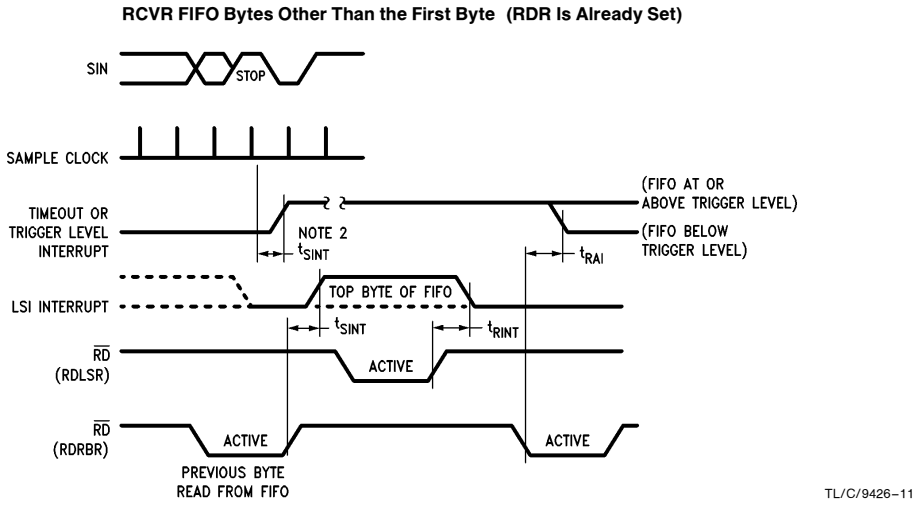 RCVR FIFO Bytes Other Than the First Byte (RDR Is Already Set)
SIN
STOP
SAMPLE CLOCK
TIMEOUT OR
TRIGGER LEVEL
INTERRUPT
NOTE 2
tSINT
(FIFO AT OR
ABOVE TRIGGER LEVEL)
(FIFO BELOW
TRIGGER LEVEL)
tRAI
LSI INTERRUPT
TOP BYTE OF FIFO
tSINT
tRINT
RD
(RDLSR)
ACTIVE
RD
(RDRBR)
ACTIVE
ACTIVE
PREVIOUS BYTE
READ FROM FIFO
TL/C/9426–11